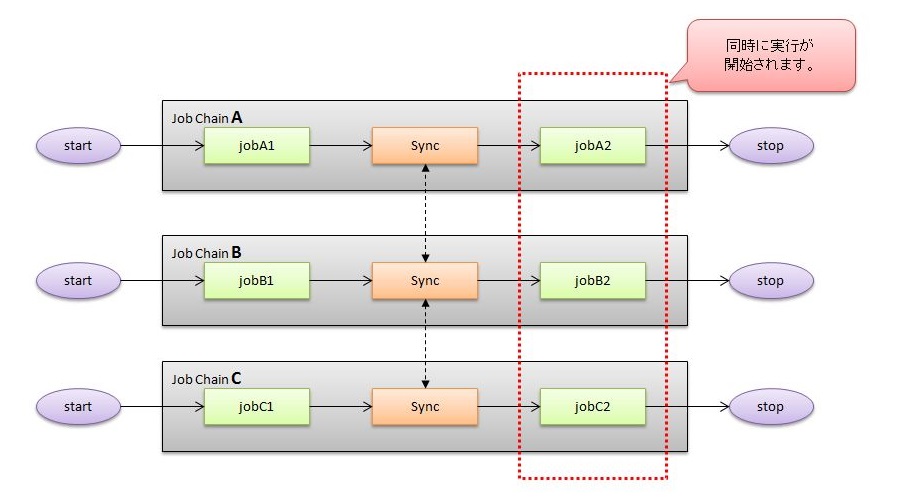 同時に実行が
開始されます。
Job Chain A
start
jobA1
Sync
jobA2
stop
Job Chain B
start
jobB1
Sync
jobB2
stop
Job Chain C
start
jobC1
Sync
jobC2
stop